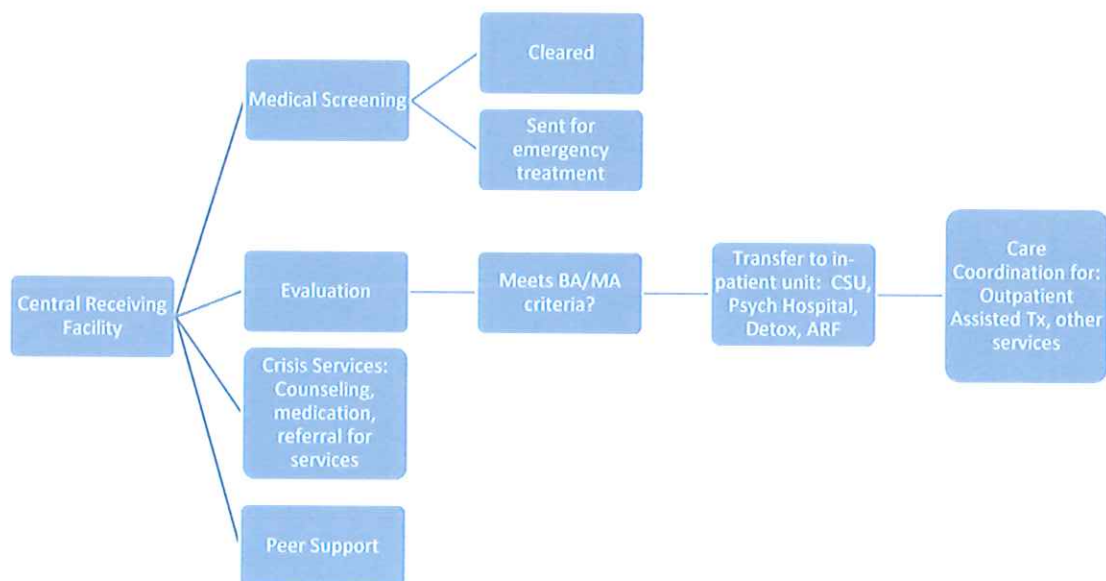 Cleared
Medical Screening
Sent for
emergency
treatment
Central Receiving
Facility
Evaluation
Meets BA/MA
criteria?
Transfer to in-
patient unit: CSU,
Psych Hospital,
Detox, ARF
Care
Coordination for:
Outpatient
Assisted Tx, other
services
Crisis Services:
Counseling,
medication,
referral for
services
Peer Support